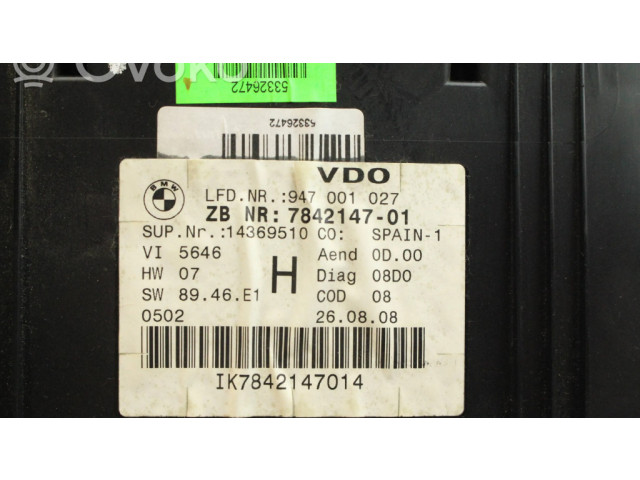 ovoko
53326472
53326472
VDO
BMW
LFD.NR.:947 001 027
ZB NR: 7842147-01
SUP.Nr.:14369510 CO: SPAIN-1
VI 5646 Aend 0D.00
HW 07 H Diag 08D0
SW 89.46.E1 COD 08
0502 26.08.08
IK7842147014